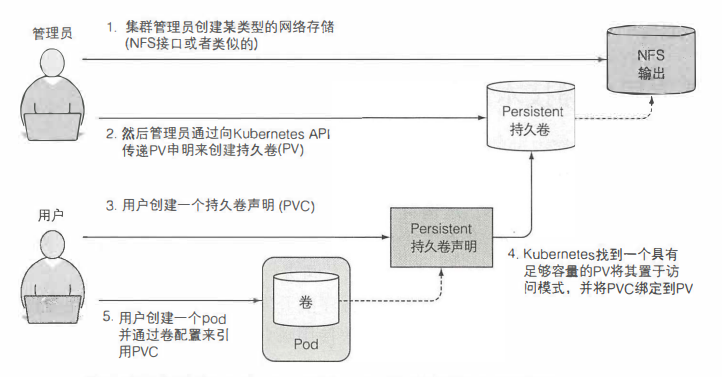 管理员
1. 集群管理员创建某类型的网络存储
(NFS接口或者类似的)
NFS
输出
Persistent
持久卷
2. 然后管理员通过向Kubernetes API
传递PV申明来创建持久卷(PV)
用户
3. 用户创建一个持久卷声明 (PVC)
Persistent
持久卷声明
4. Kubernetes找到一个具有
足够容量的PV将其置于访
问模式，并将PVC绑定到PV
卷
Pod
5. 用户创建一个pod
并通过卷配置来引
用PVC